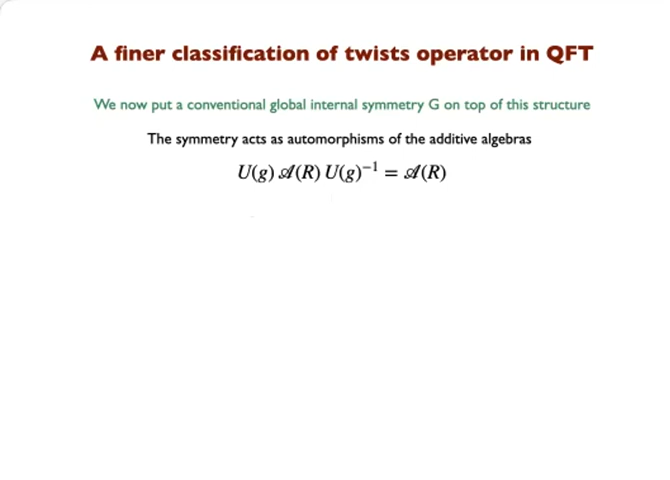 A finer classification of twists operator in QFT
We now put a conventional global internal symmetry G on top of this structure
The symmetry acts as automorphisms of the additive algebras
U(g) 𝒜(R) U(g)⁻¹ = 𝒜(R)